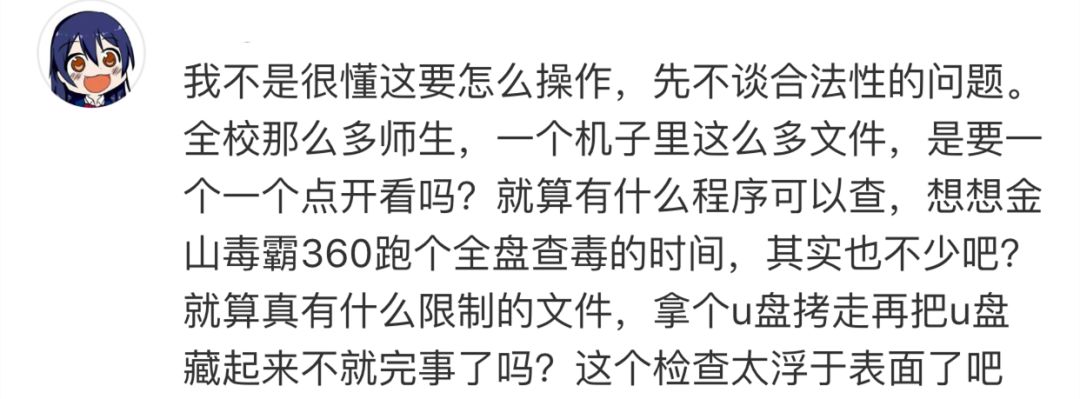 我不是很懂这要怎么操作，先不谈合法性的问题。
全校那么多师生，一个机子里这么多文件，是要一
个一个点开看吗？就算有什么程序可以查，想想金
山毒霸360跑个全盘查毒的时间，其实也不少吧？
就算真有什么限制的文件，拿个u盘拷走再把u盘
藏起来不就完事了吗？这个检查太浮于表面了吧